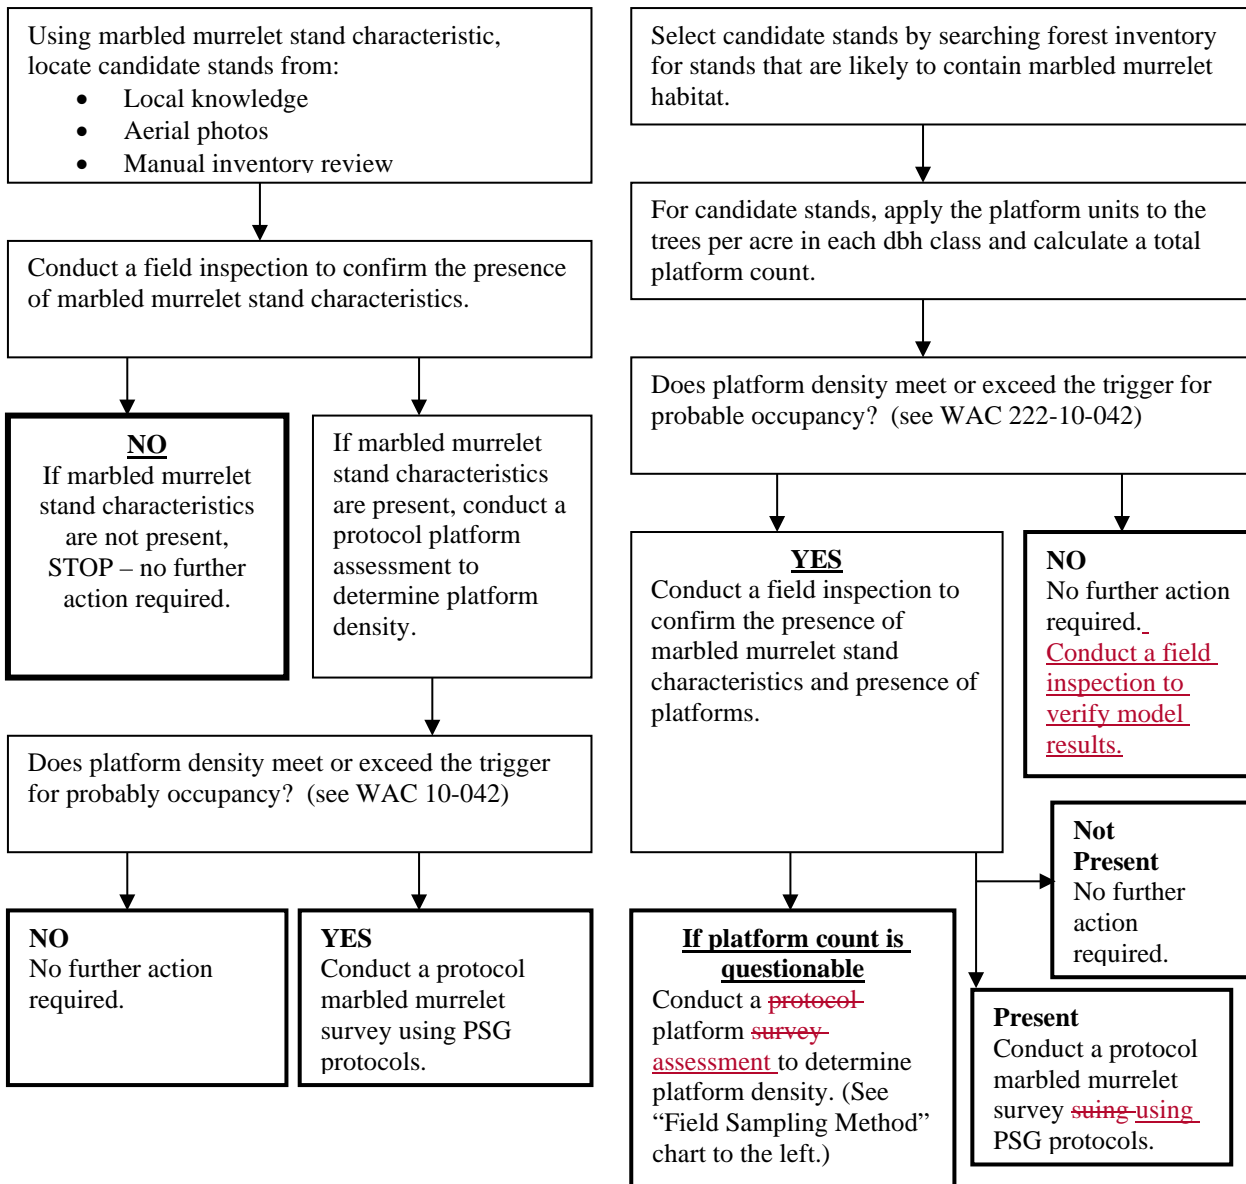 Using marbled murrelet stand characteristic,
locate candidate stands from:
• Local knowledge
• Aerial photos
• Manual inventory review
Conduct a field inspection to confirm the presence
of marbled murrelet stand characteristics.
NO
If marbled murrelet
stand characteristics
are not present,
STOP – no further
action required.
If marbled murrelet
stand characteristics
are present, conduct a
protocol platform
assessment to
determine platform
density.
Does platform density meet or exceed the trigger
for probably occupancy?  (see WAC 10-042)
NO
No further action
required.
YES
Conduct a protocol
marbled murrelet
survey using PSG
protocols.
Select candidate stands by searching forest inventory
for stands that are likely to contain marbled murrelet
habitat.
For candidate stands, apply the platform units to the
trees per acre in each dbh class and calculate a total
platform count.
Does platform density meet or exceed the trigger for
probable occupancy?  (see WAC 222-10-042)
YES
Conduct a field inspection to
confirm the presence of
marbled murrelet stand
characteristics and presence of
platforms.
NO
No further action
required.
Conduct a field
inspection to
verify model
results.
Not
Present
No further
action
required.
If platform count is
questionable
Conduct a protocol
platform survey
assessment to determine
platform density. (See
“Field Sampling Method”
chart to the left.)
Present
Conduct a protocol
marbled murrelet
survey suing using
PSG protocols.